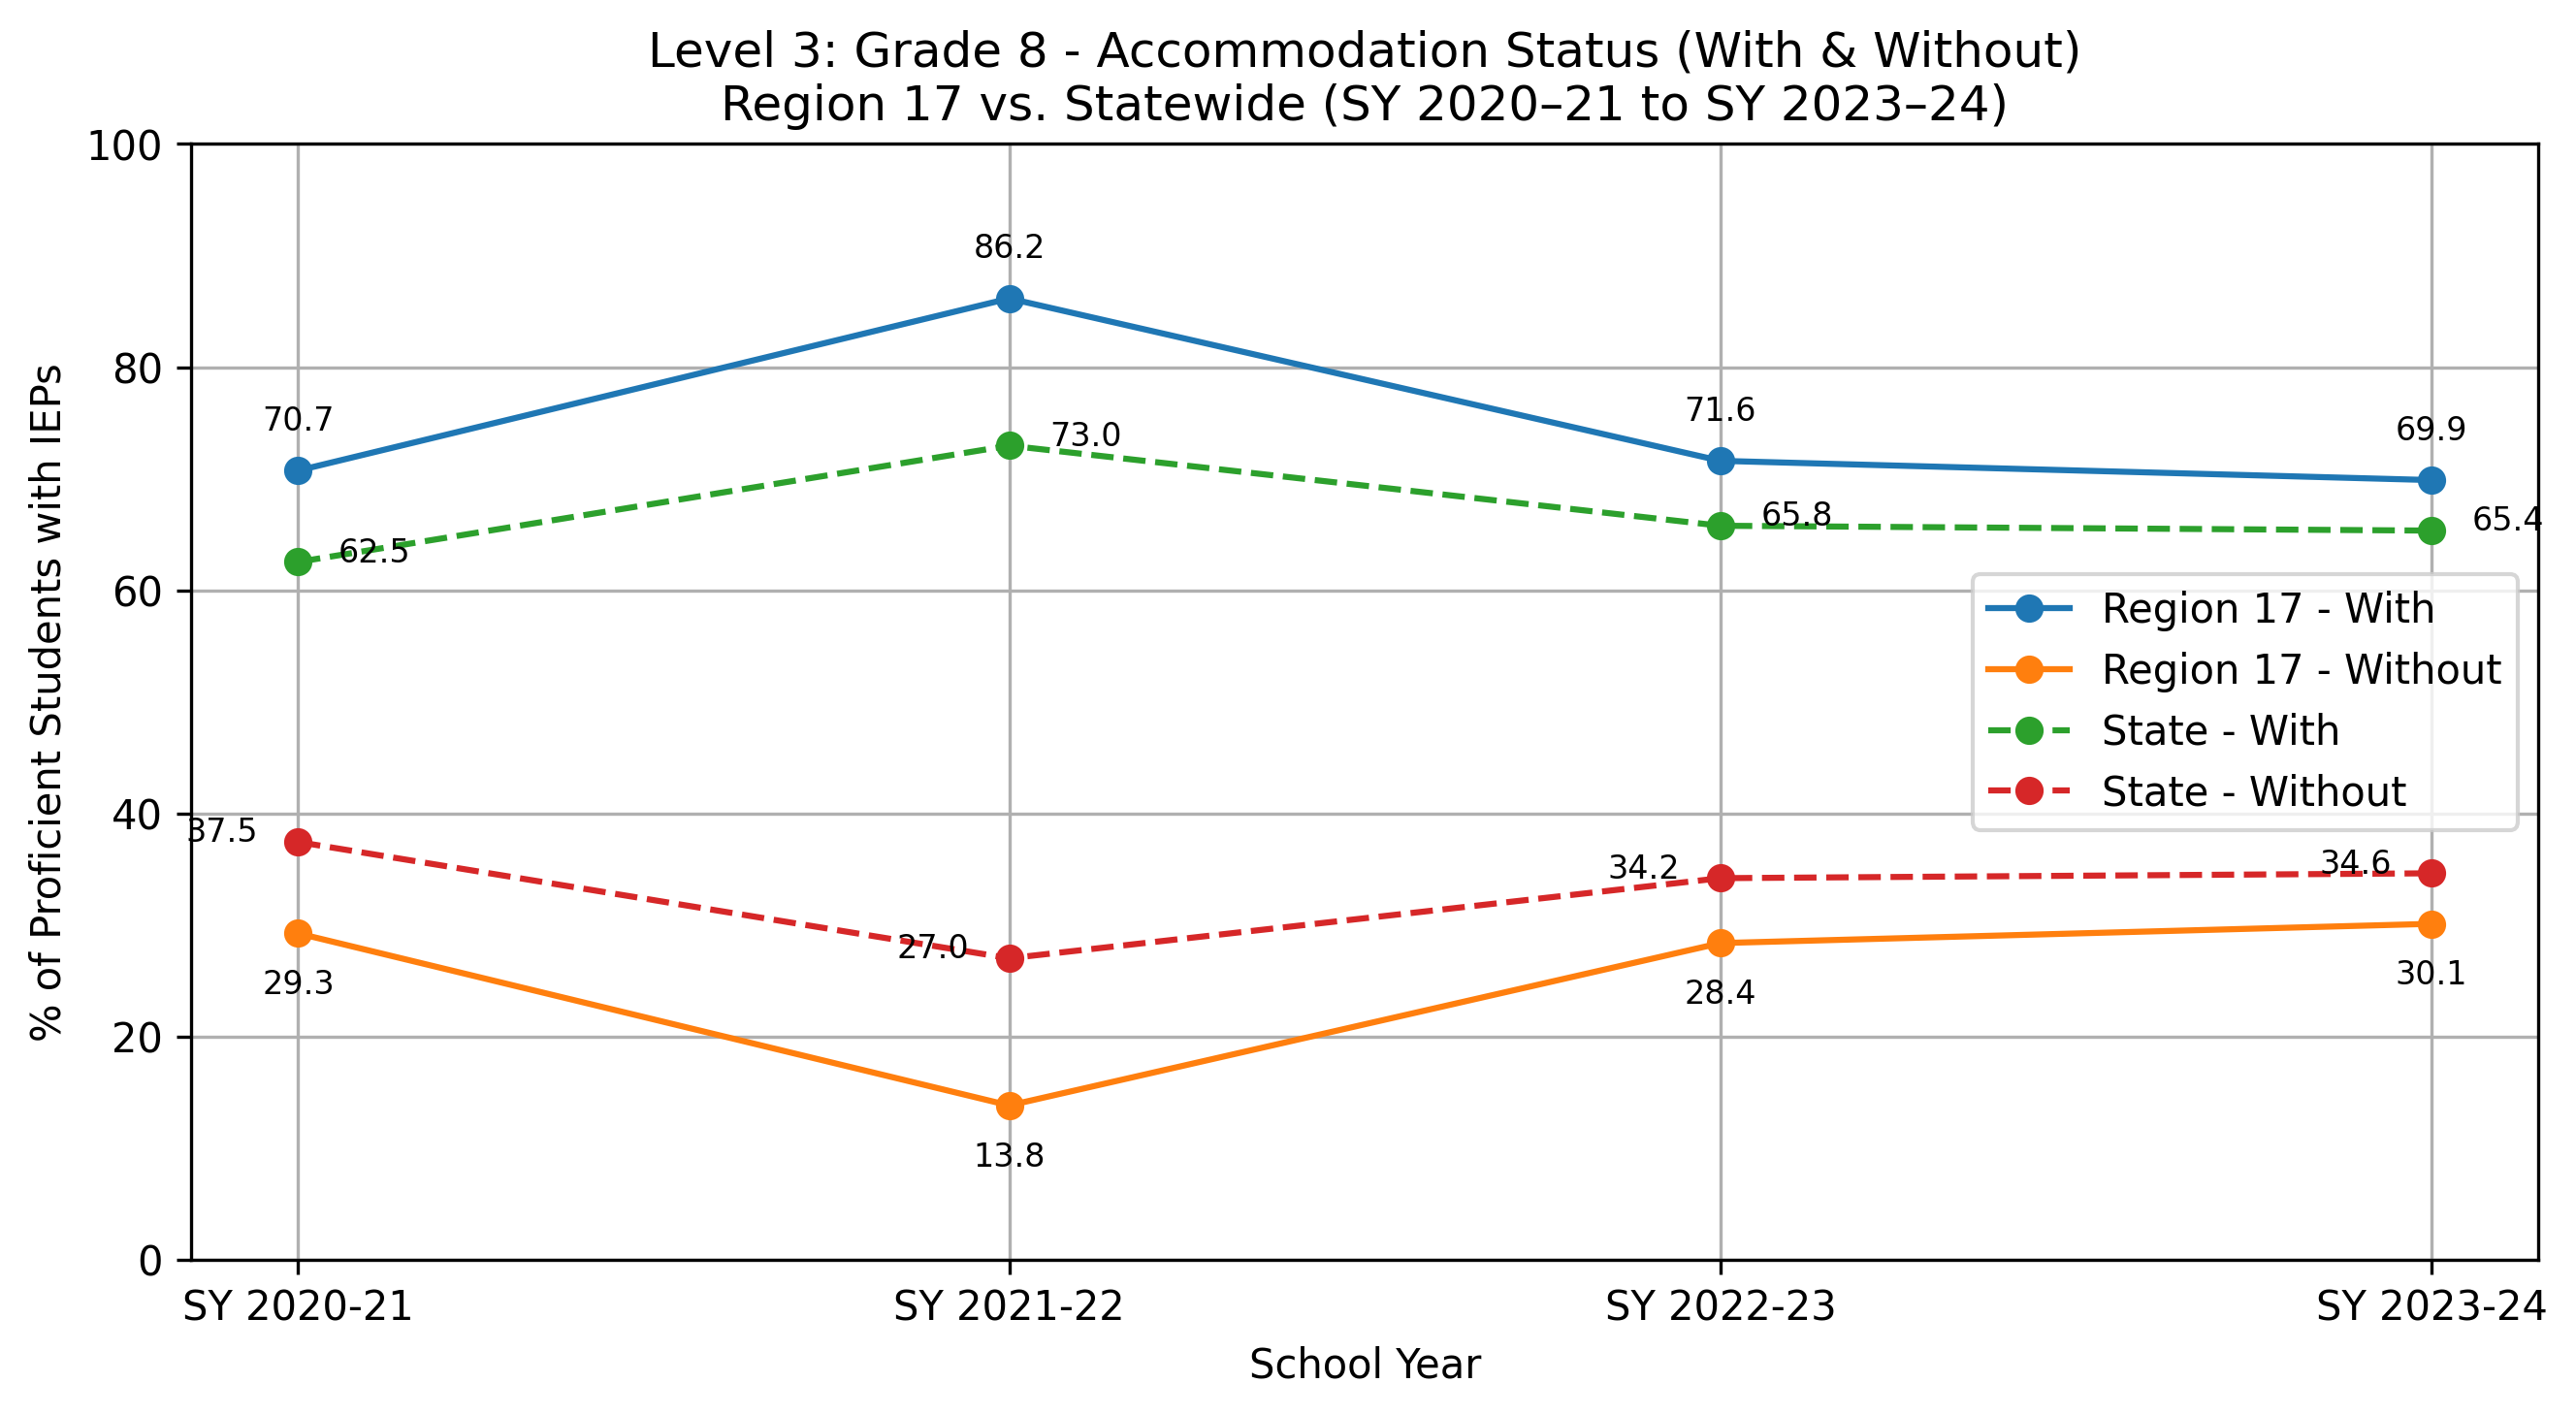 Level 3: Grade 8 - Accommodation Status (With & Without)
Region 17 vs. Statewide (SY 2020–21 to SY 2023–24)
% of Proficient Students with IEPs
100
80
60
40
20
0
86.2
70.7
71.6
69.9
73.0
62.5
65.8
65.4
Region 17 - With
Region 17 - Without
State - With
State - Without
37.5
27.0
34.2
34.6
29.3
13.8
28.4
30.1
SY 2020-21
SY 2021-22
SY 2022-23
SY 2023-24
School Year